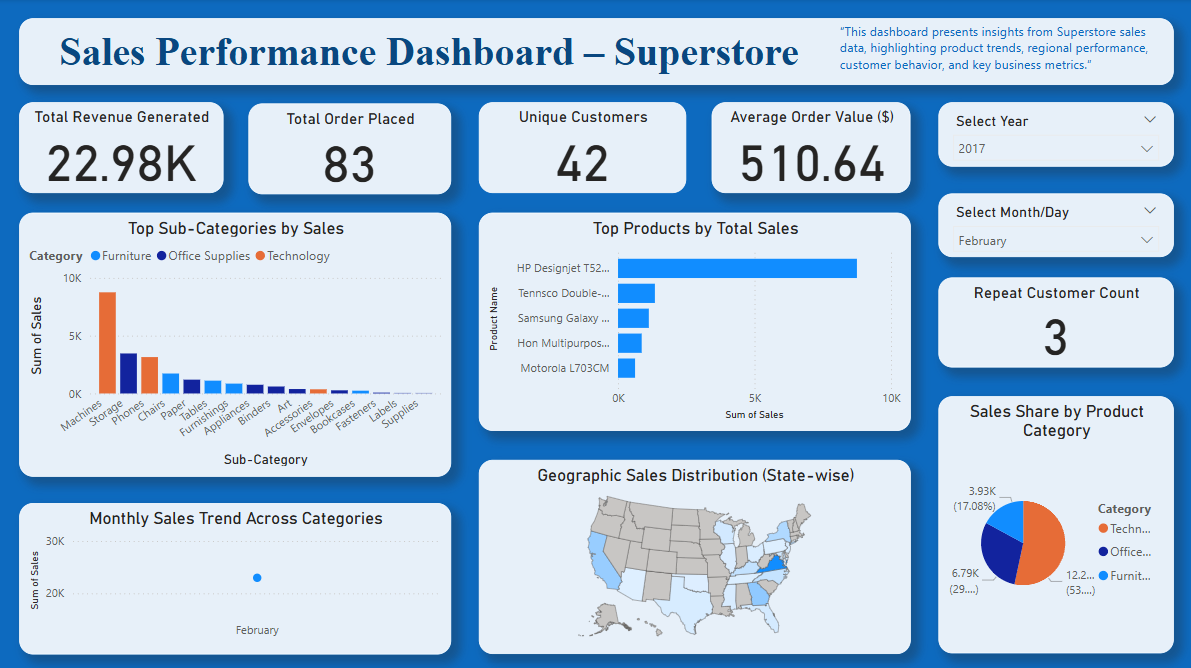 Sales Performance Dashboard – Superstore
“This dashboard presents insights from Superstore sales
data, highlighting product trends, regional performance,
customer behavior, and key business metrics.”
Total Revenue Generated
22.98K
Total Order Placed
83
Unique Customers
42
Average Order Value ($)
510.64
Select Year
2017
Select Month/Day
February
Repeat Customer Count
3
Top Sub-Categories by Sales
Category Furniture Office Supplies Technology
Sum of Sales
10K
5K
0K
Machines
Storage
Phones
Chairs
Paper
Tables
Furnishings
Appliances
Binders
Art
Accessories
Envelopes
Bookcases
Fasteners
Labels
Supplies
Sub-Category
Top Products by Total Sales
Product Name
HP Designjet T52...
Tennsco Double-...
Samsung Galaxy ...
Hon Multipurpos...
Motorola L703CM
0K 5K 10K
Sum of Sales
Monthly Sales Trend Across Categories
Sum of Sales
30K
20K
February
Geographic Sales Distribution (State-wise)
Sales Share by Product
Category
3.93K
(17.08%)
6.79K
(29....)
12.2...
(53....)
Category
Techn...
Office...
Furnit...